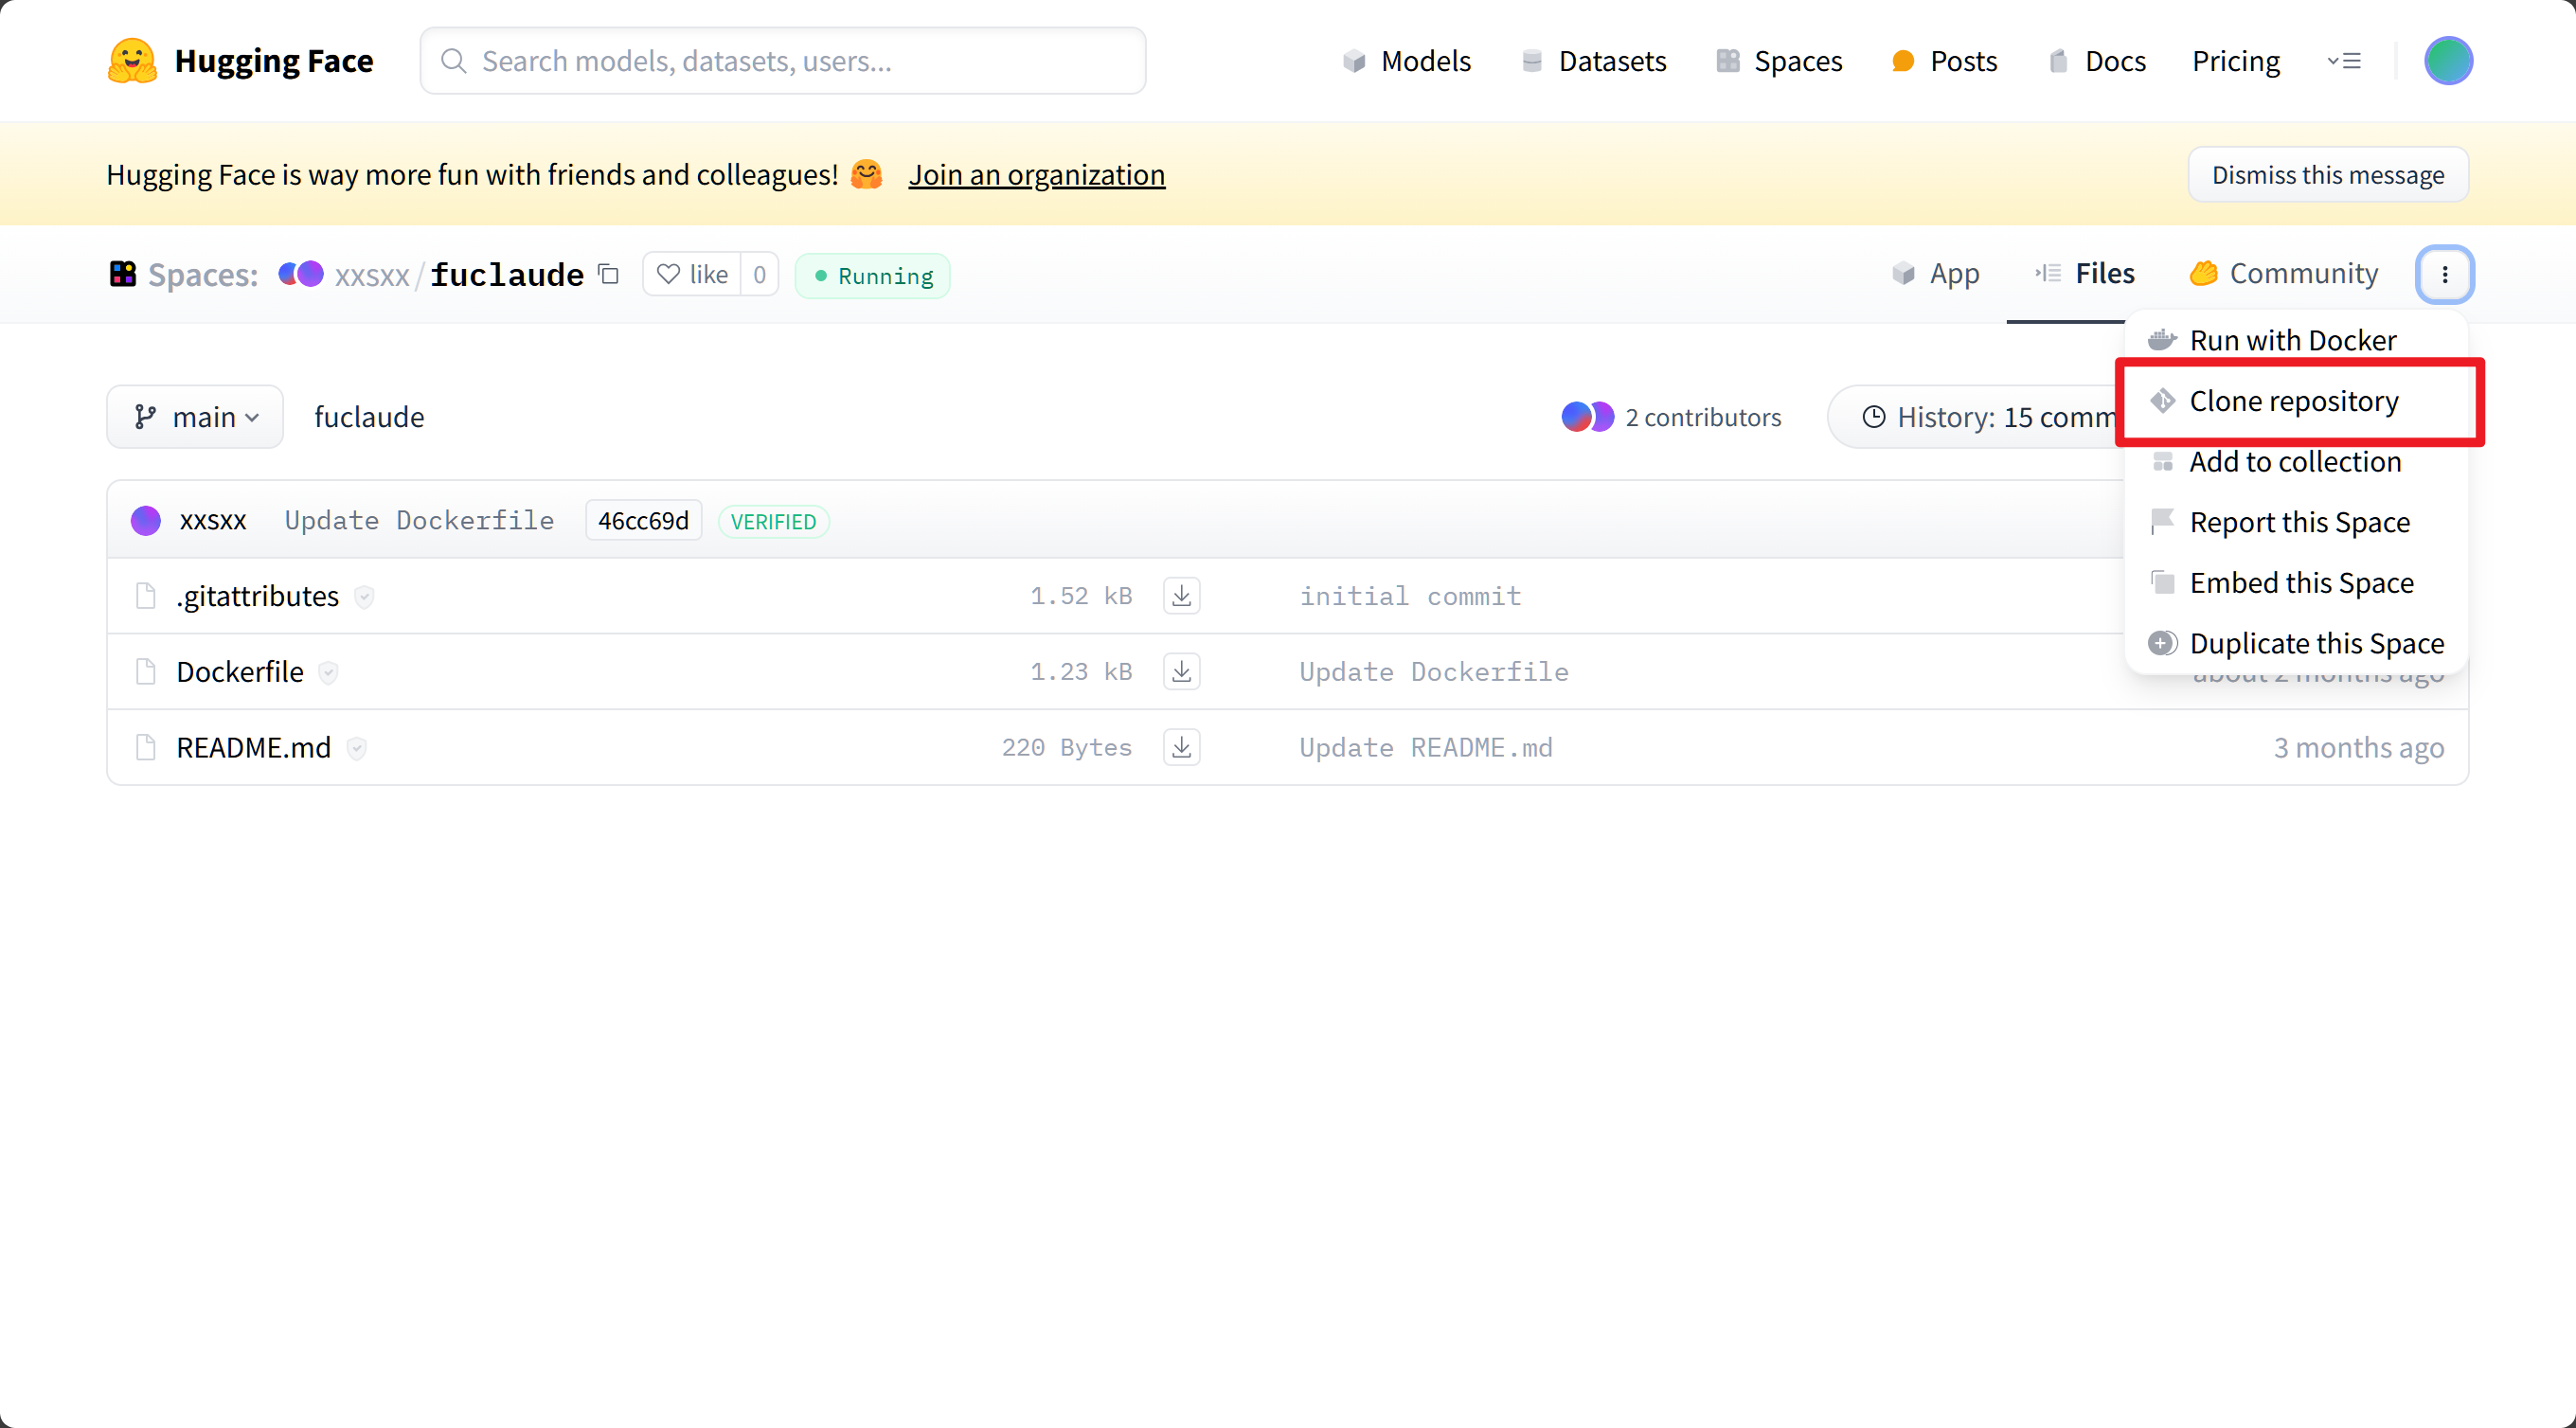 Hugging Face
Search models, datasets, users...
Models
Datasets
Spaces
Posts
Docs
Pricing
Hugging Face is way more fun with friends and colleagues! 🤗 Join an organization
Dismiss this message
Spaces: xxsxx/fuclaude
like 0
Running
App
Files
Community
Run with Docker
Clone repository
Add to collection
Report this Space
Embed this Space
Duplicate this Space
main
fuclaude
2 contributors
History: 15 comm
xxsxx Update Dockerfile 46cc69d VERIFIED
.gitattributes 1.52 kB initial commit
Dockerfile 1.23 kB Update Dockerfile about 2 months ago
README.md 220 Bytes Update README.md 3 months ago